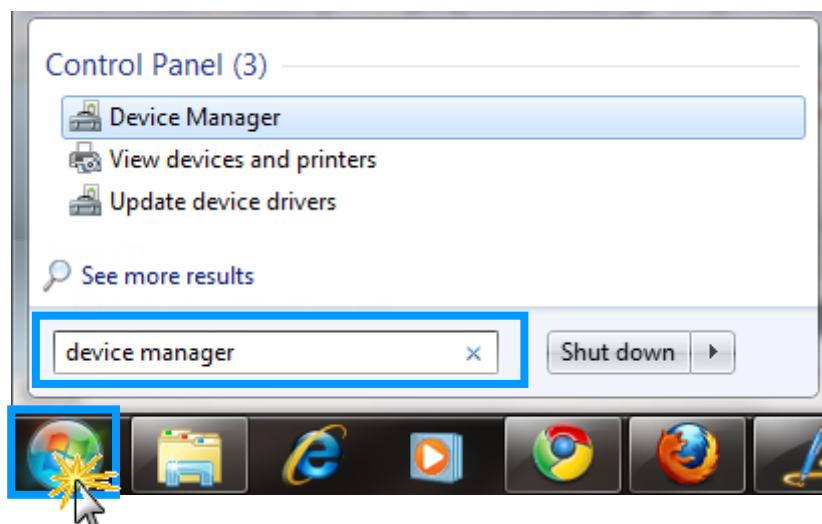 Control Panel (3)
Device Manager
View devices and printers
Update device drivers
See more results
device manager
Shut down